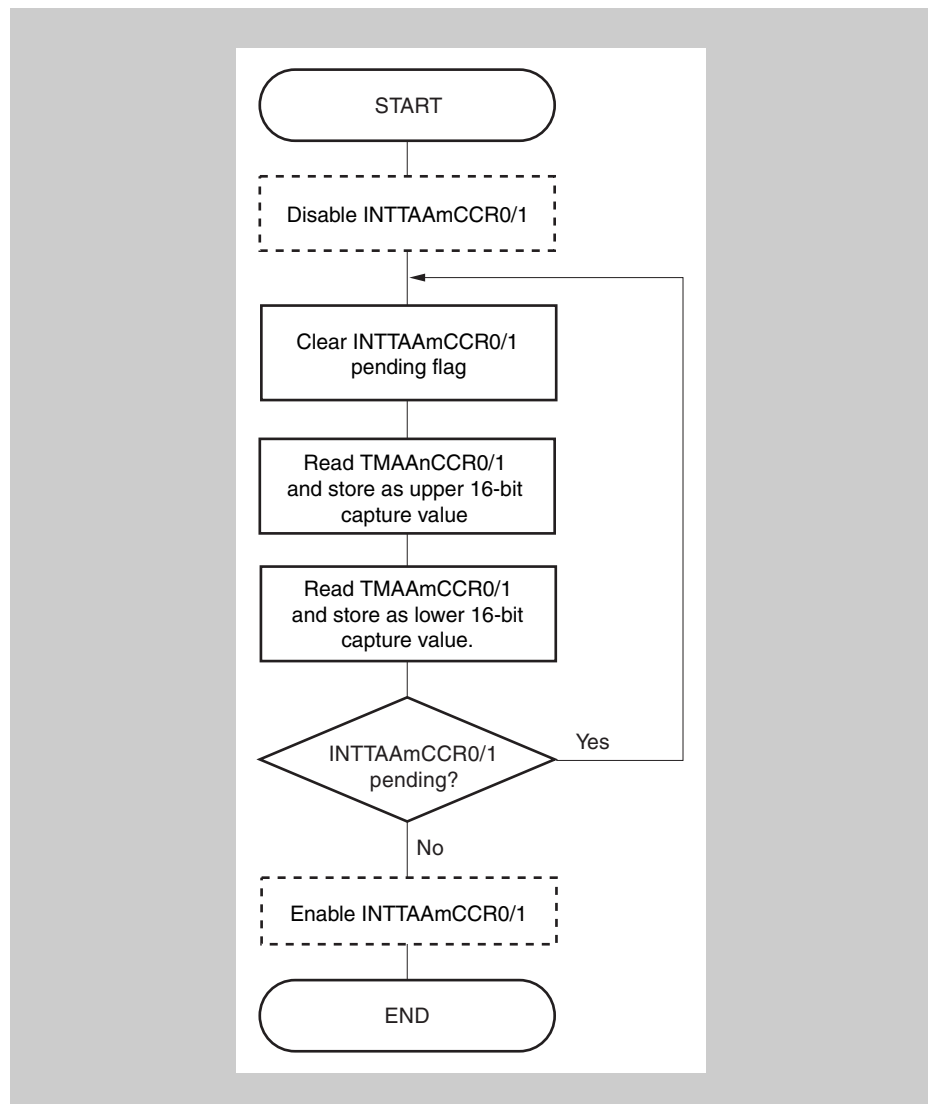 START
Disable INTTAAmCCR0/1
Clear INTTAAmCCR0/1
pending flag
Read TMAAnCCR0/1
and store as upper 16-bit
capture value
Read TMAAmCCR0/1
and store as lower 16-bit
capture value.
INTTAAmCCR0/1
pending?
Yes
No
Enable INTTAAmCCR0/1
END